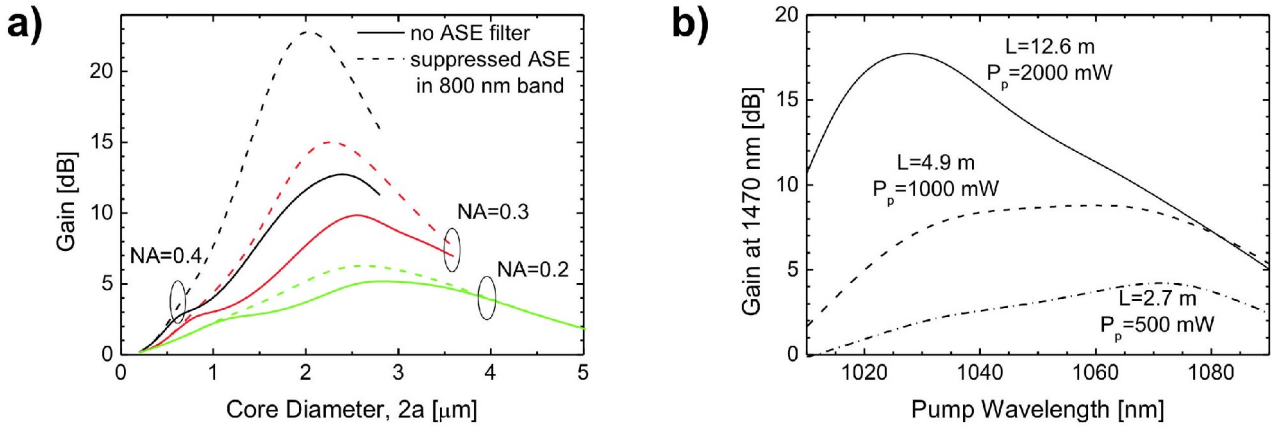 a)
no ASE filter
suppressed ASE
in 800 nm band
NA=0.4
NA=0.3
NA=0.2
Gain [dB]
20
15
10
5
0
0 1 2 3 4 5
Core Diameter, 2a [μm]
b)
L=12.6 m
Pp=2000 mW
L=4.9 m
Pp=1000 mW
L=2.7 m
Pp=500 mW
Gain at 1470 nm [dB]
20
15
10
5
0
1020 1040 1060 1080
Pump Wavelength [nm]